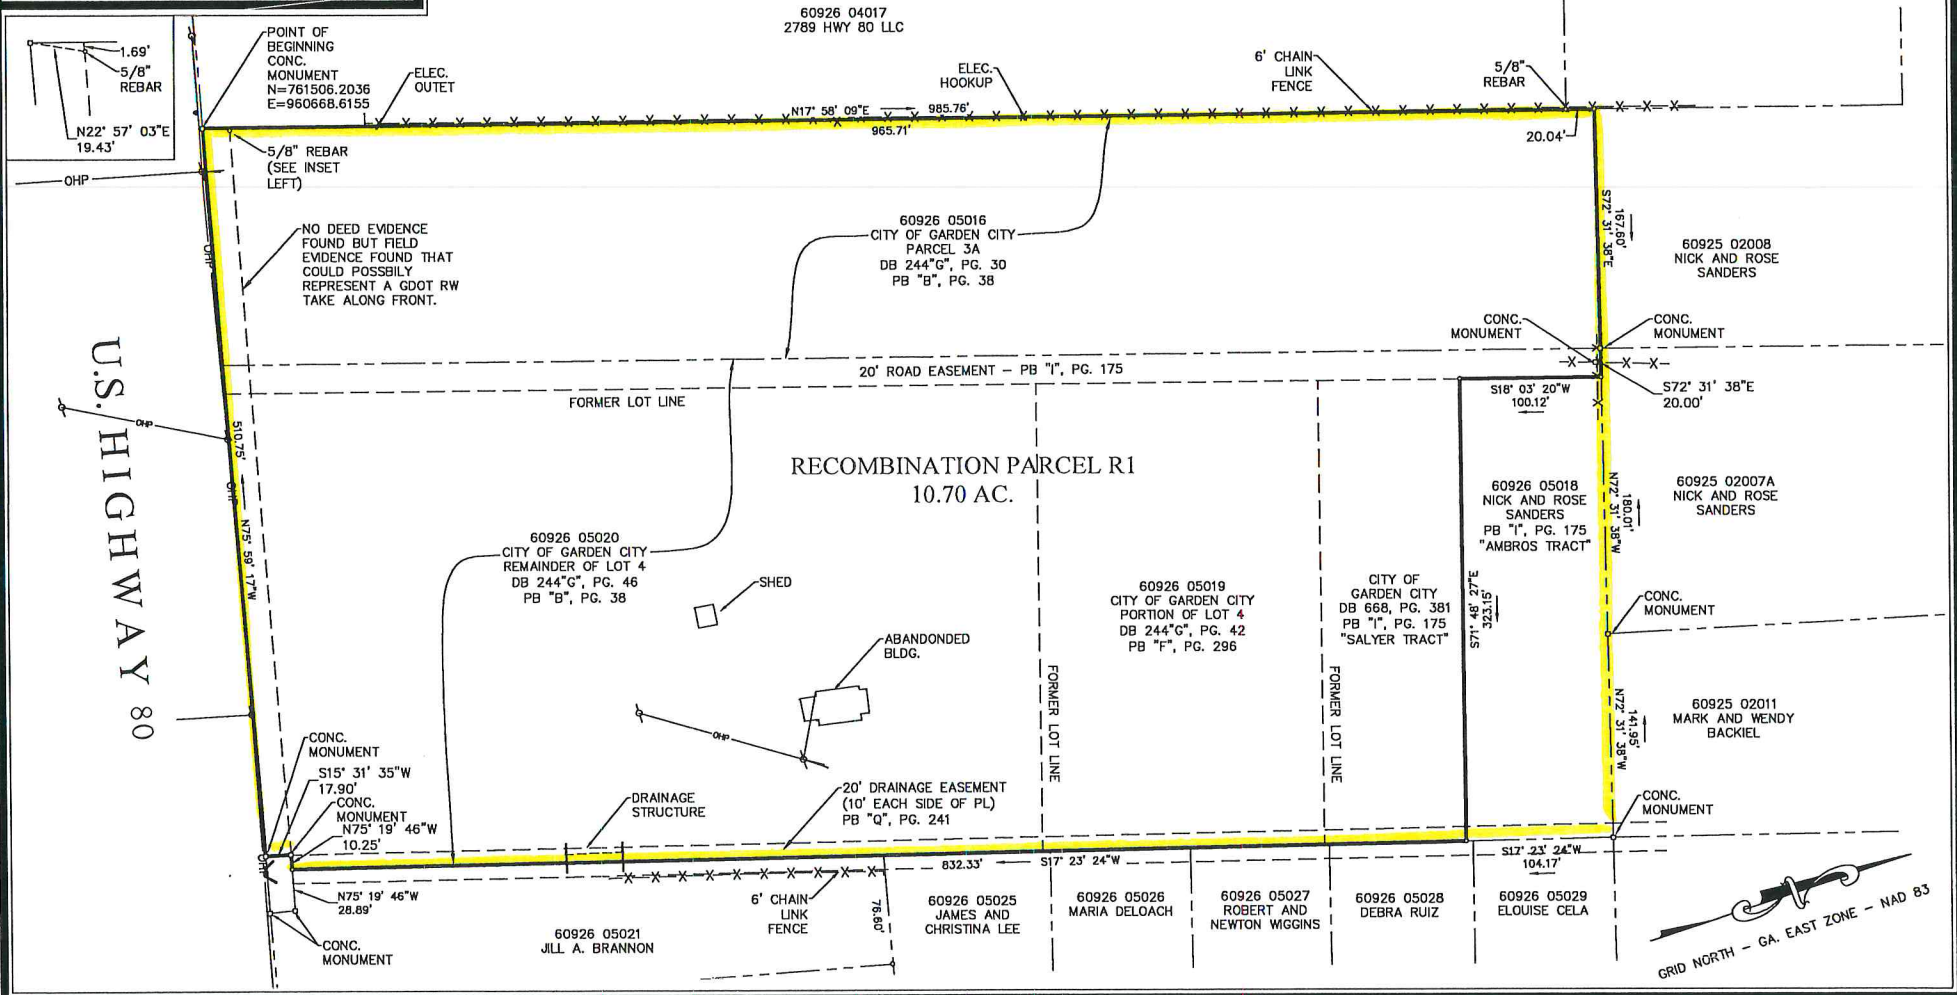 60926 04017
2789 HWY 80 LLC
1.69'
5/8"
REBAR
N22° 57' 03"E
19.43'
POINT OF
BEGINNING
CONC.
MONUMENT
N=761506.2036
E=960668.6155
ELEC.
OUTET
ELEC.
HOOKUP
6' CHAIN
LINK
FENCE
5/8"
REBAR
N17° 58' 09"E
985.76'
965.71'
20.04'
5/8" REBAR
(SEE INSET
LEFT)
OHP
OHP
NO DEED EVIDENCE
FOUND BUT FIELD
EVIDENCE FOUND THAT
COULD POSSBILY
REPRESENT A GDOT RW
TAKE ALONG FRONT.
60926 05016
CITY OF GARDEN CITY
PARCEL 3A
DB 244"G", PG. 30
PB "B", PG. 38
S72° 31' 38"E
167.60'
60925 02008
NICK AND ROSE
SANDERS
CONC.
MONUMENT
CONC.
MONUMENT
20' ROAD EASEMENT - PB "I", PG. 175
FORMER LOT LINE
S18° 03' 20"W
100.12'
S72° 31' 38"E
20.00'
U.S. HIGHWAY 80
OHP
510.75'
OHP
N75° 59' 17"W
RECOMBINATION PARCEL R1
10.70 AC.
60926 05018
NICK AND ROSE
SANDERS
PB "I", PG. 175
"AMBROS TRACT"
N72° 31' 38"W
180.01'
60925 02007A
NICK AND ROSE
SANDERS
60926 05020
CITY OF GARDEN CITY
REMAINDER OF LOT 4
DB 244"G", PG. 46
PB "B", PG. 38
SHED
ABANDONDED
BLDG.
OHP
60926 05019
CITY OF GARDEN CITY
PORTION OF LOT 4
DB 244"G", PG. 42
PB "F", PG. 296
CITY OF
GARDEN CITY
DB 668, PG. 381
PB "I", PG. 175
"SALYER TRACT"
S71° 48' 27"E
323.15'
CONC.
MONUMENT
FORMER LOT LINE
FORMER LOT LINE
N72° 31' 38"W
141.95'
60925 02011
MARK AND WENDY
BACKIEL
CONC.
MONUMENT
CONC.
MONUMENT
S15° 31' 35"W
17.90'
CONC.
MONUMENT
N75° 19' 46"W
10.25'
OHP
DRAINAGE
STRUCTURE
20' DRAINAGE EASEMENT
(10' EACH SIDE OF PL)
PB "Q", PG. 241
832.33'
S17° 23' 24"W
S17° 23' 24"W
104.17'
N75° 19' 46"W
28.89'
CONC.
MONUMENT
60926 05021
JILL A. BRANNON
6' CHAIN
LINK
FENCE
76.60'
60926 05025
JAMES AND
CHRISTINA LEE
60926 05026
MARIA DELOACH
60926 05027
ROBERT AND
NEWTON WIGGINS
60926 05028
DEBRA RUIZ
60926 05029
ELOUISE CELA
N
GRID NORTH - GA. EAST ZONE - NAD 83